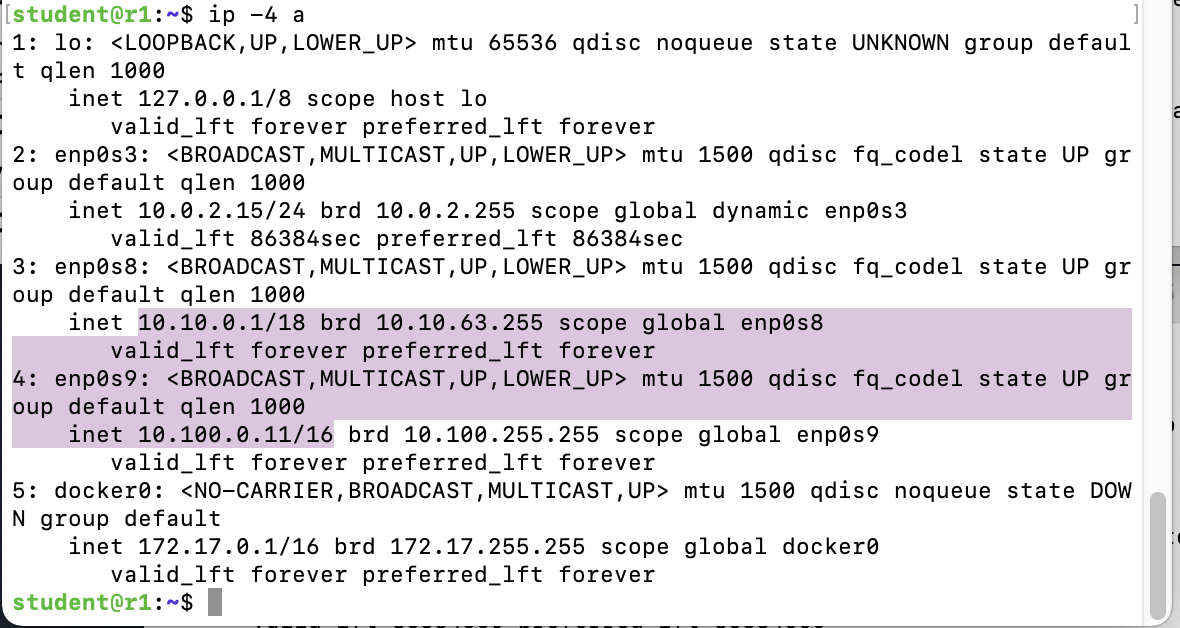 [student@r1:~$ ip -4 a ]
1: lo: <LOOPBACK,UP,LOWER_UP> mtu 65536 qdisc noqueue state UNKNOWN group defaul
t qlen 1000
    inet 127.0.0.1/8 scope host lo
       valid_lft forever preferred_lft forever
2: enp0s3: <BROADCAST,MULTICAST,UP,LOWER_UP> mtu 1500 qdisc fq_codel state UP gr
oup default qlen 1000
    inet 10.0.2.15/24 brd 10.0.2.255 scope global dynamic enp0s3
       valid_lft 86384sec preferred_lft 86384sec
3: enp0s8: <BROADCAST,MULTICAST,UP,LOWER_UP> mtu 1500 qdisc fq_codel state UP gr
oup default qlen 1000
    inet 10.10.0.1/18 brd 10.10.63.255 scope global enp0s8
       valid_lft forever preferred_lft forever
4: enp0s9: <BROADCAST,MULTICAST,UP,LOWER_UP> mtu 1500 qdisc fq_codel state UP gr
oup default qlen 1000
    inet 10.100.0.11/16 brd 10.100.255.255 scope global enp0s9
       valid_lft forever preferred_lft forever
5: docker0: <NO-CARRIER,BROADCAST,MULTICAST,UP> mtu 1500 qdisc noqueue state DOW
N group default
    inet 172.17.0.1/16 brd 172.17.255.255 scope global docker0
       valid_lft forever preferred_lft forever
student@r1:~$